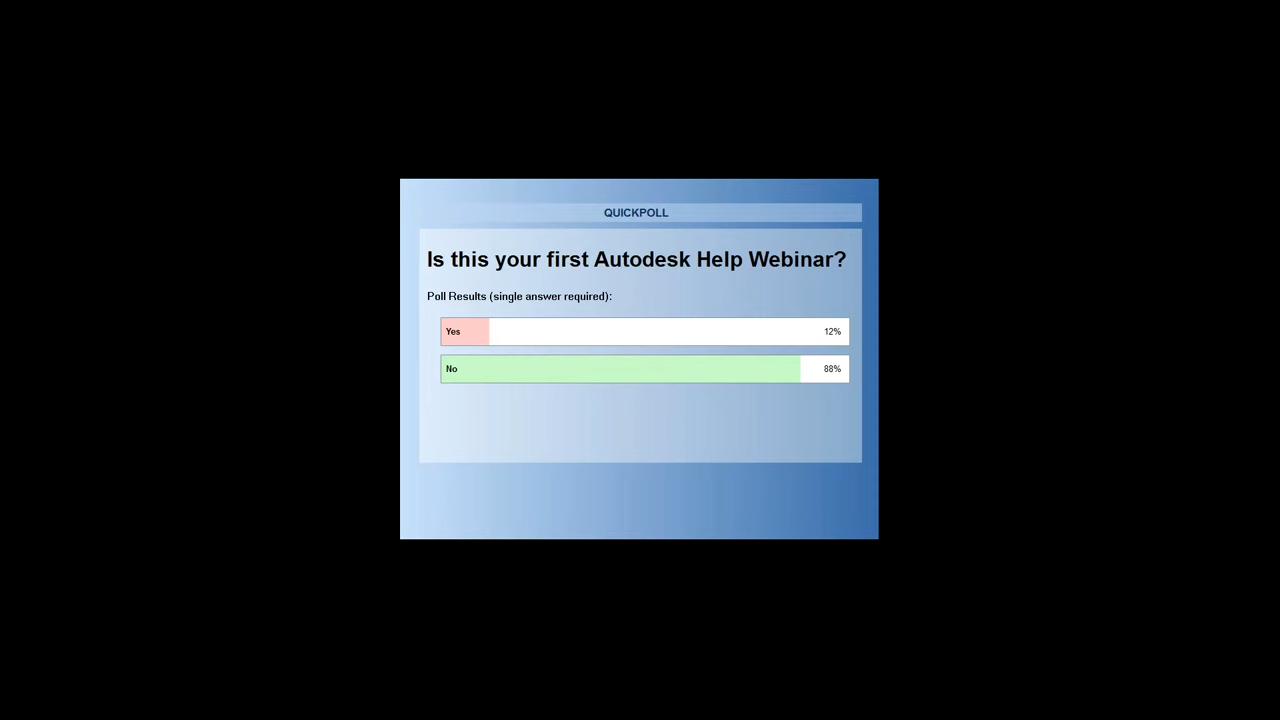 QUICKPOLL
Is this your first Autodesk Help Webinar?
Poll Results (single answer required):
Yes 12%
No 88%